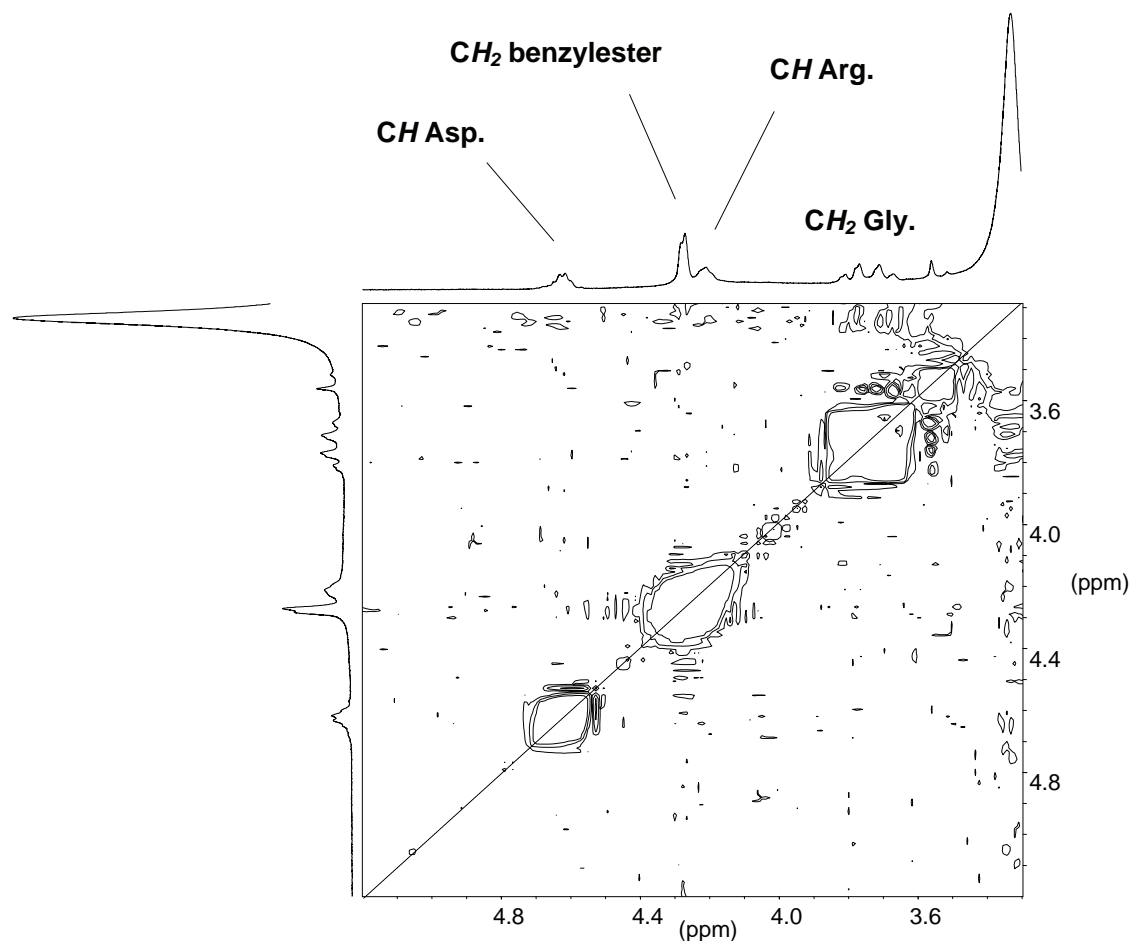 CH₂ benzylester
CH Arg.
CH Asp.
CH₂ Gly.
3.6
4.0
(ppm)
4.4
4.8
4.8 4.4 4.0 3.6
(ppm)